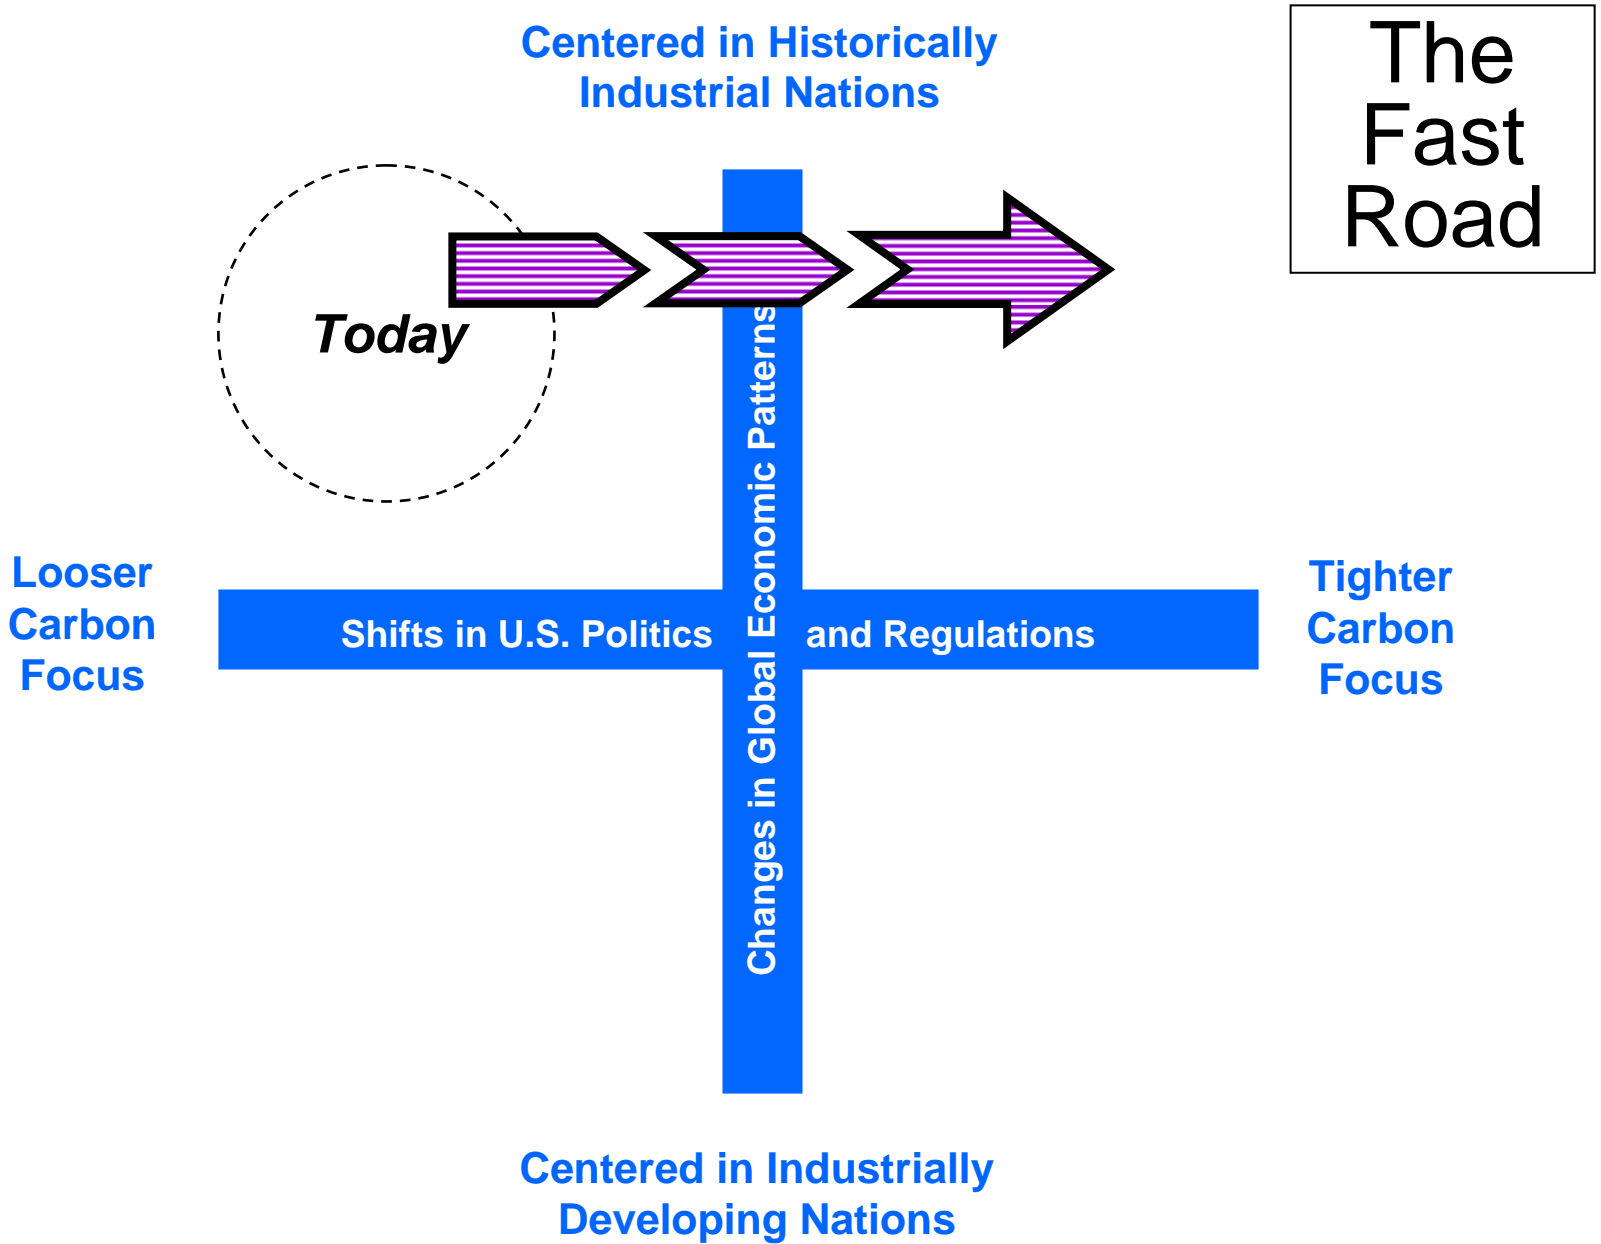 Centered in Historically
Industrial Nations
The
Fast
Road
Today
Changes in Global Economic Patterns
Looser
Carbon
Focus
Shifts in U.S. Politics and Regulations
Tighter
Carbon
Focus
Centered in Industrially
Developing Nations